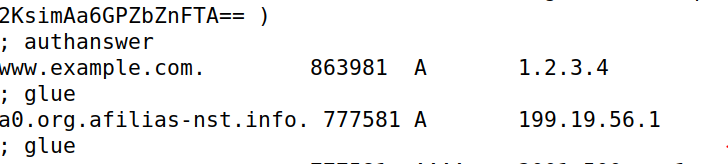 2KsimAa6GPZbZnFTA== )
; authanswer
www.example.com. 863981 A 1.2.3.4
; glue
a0.org.afilias-nst.info. 777581 A 199.19.56.1
; glue